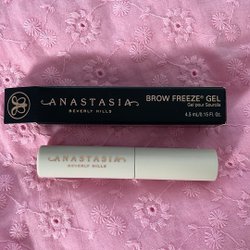 ANASTASIA
BEVERLY HILLS
BROW FREEZE® GEL
Gel pour Sourcils
4.5 mL/0.15 FL. OZ.
ANASTASIA
BEVERLY HILLS